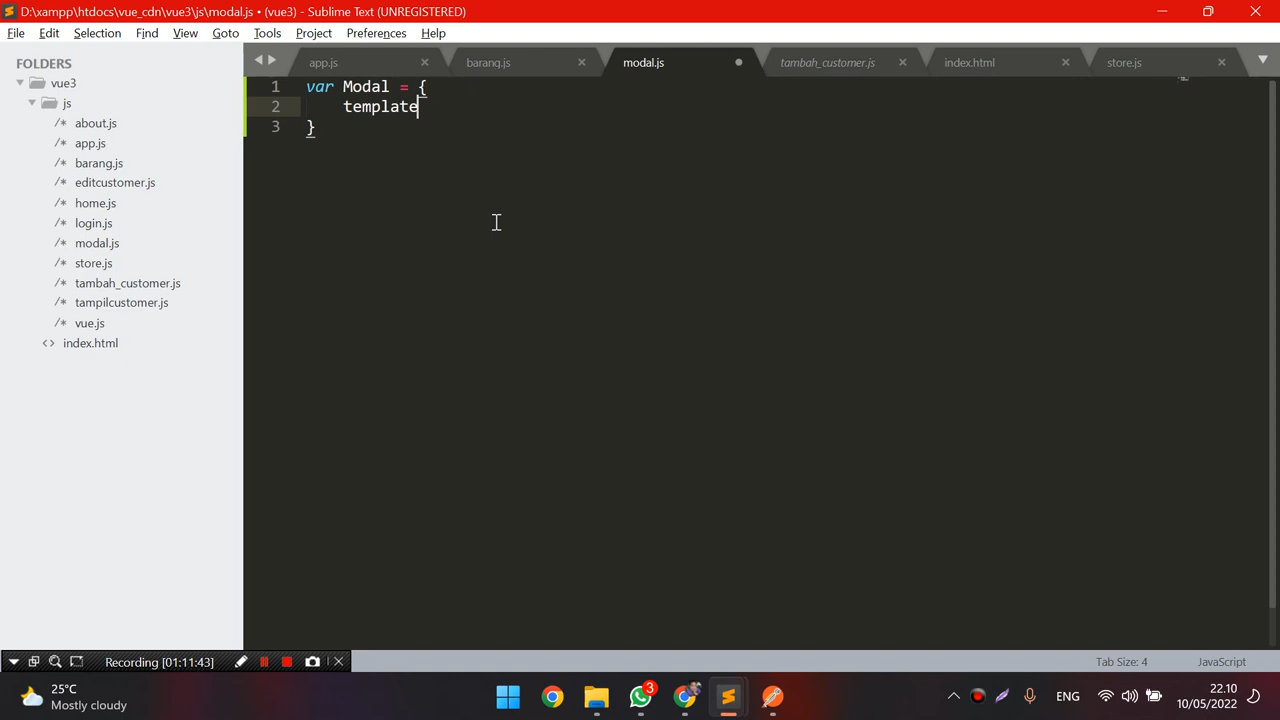 D:\xampp\htdocs\vue_cdn\vue3\js\modal.js • (vue3) - Sublime Text (UNREGISTERED)
File Edit Selection Find View Goto Tools Project Preferences Help
FOLDERS
vue3
js
/* about.js
/* app.js
/* barang.js
/* editcustomer.js
/* home.js
/* login.js
/* modal.js
/* store.js
/* tambah_customer.js
/* tampilcustomer.js
/* vue.js
<> index.html
app.js barang.js modal.js tambah_customer.js index.html store.js
1 var Modal = {
2 template
3 }
Recording [01:11:43]
Tab Size: 4 JavaScript
25°C
Mostly cloudy
3
ENG
22.10
10/05/2022